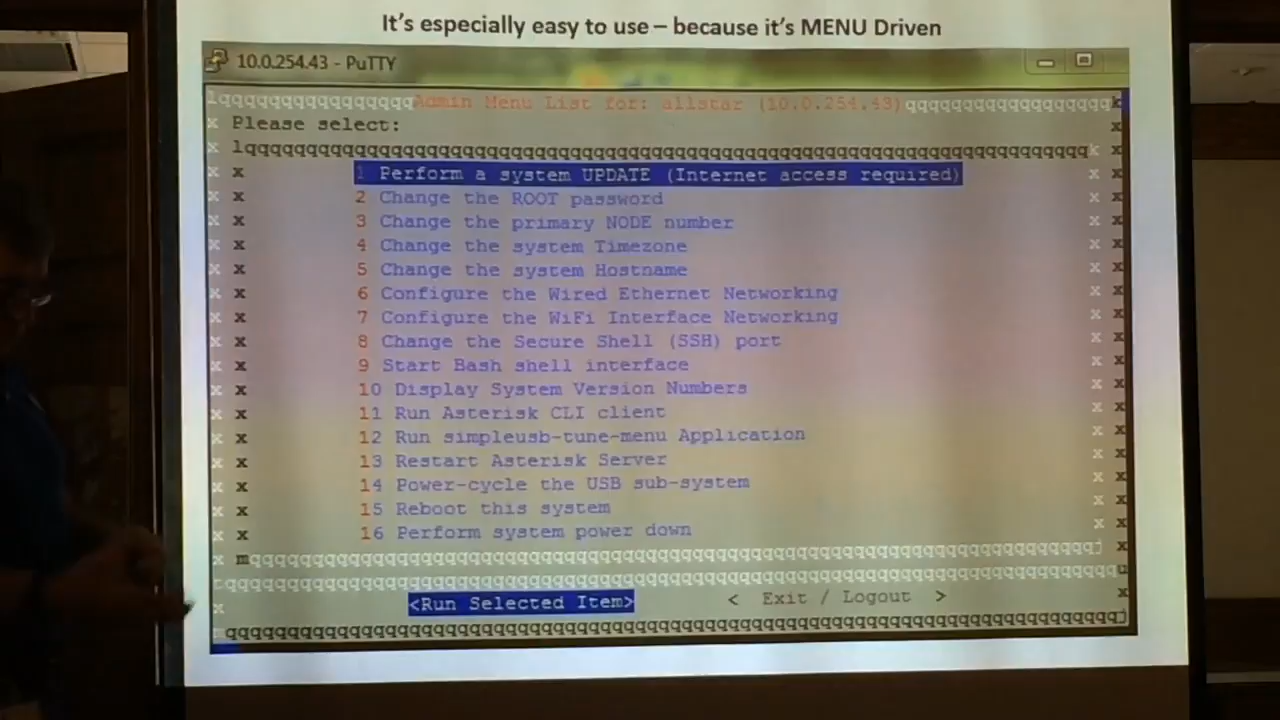 It's especially easy to use – because it's MENU Driven
10.0.254.43 - PuTTY
Admin Menu List for: allstar (10.0.254.43)
Please select:
1 Perform a system UPDATE (Internet access required)
2 Change the ROOT password
3 Change the primary NODE number
4 Change the system Timezone
5 Change the system Hostname
6 Configure the Wired Ethernet Networking
7 Configure the WiFi Interface Networking
8 Change the Secure Shell (SSH) port
9 Start Bash shell interface
10 Display System Version Numbers
11 Run Asterisk CLI client
12 Run simpleusb-tune-menu Application
13 Restart Asterisk Server
14 Power-cycle the USB sub-system
15 Reboot this system
16 Perform system power down
<Run Selected Item> < Exit / Logout >